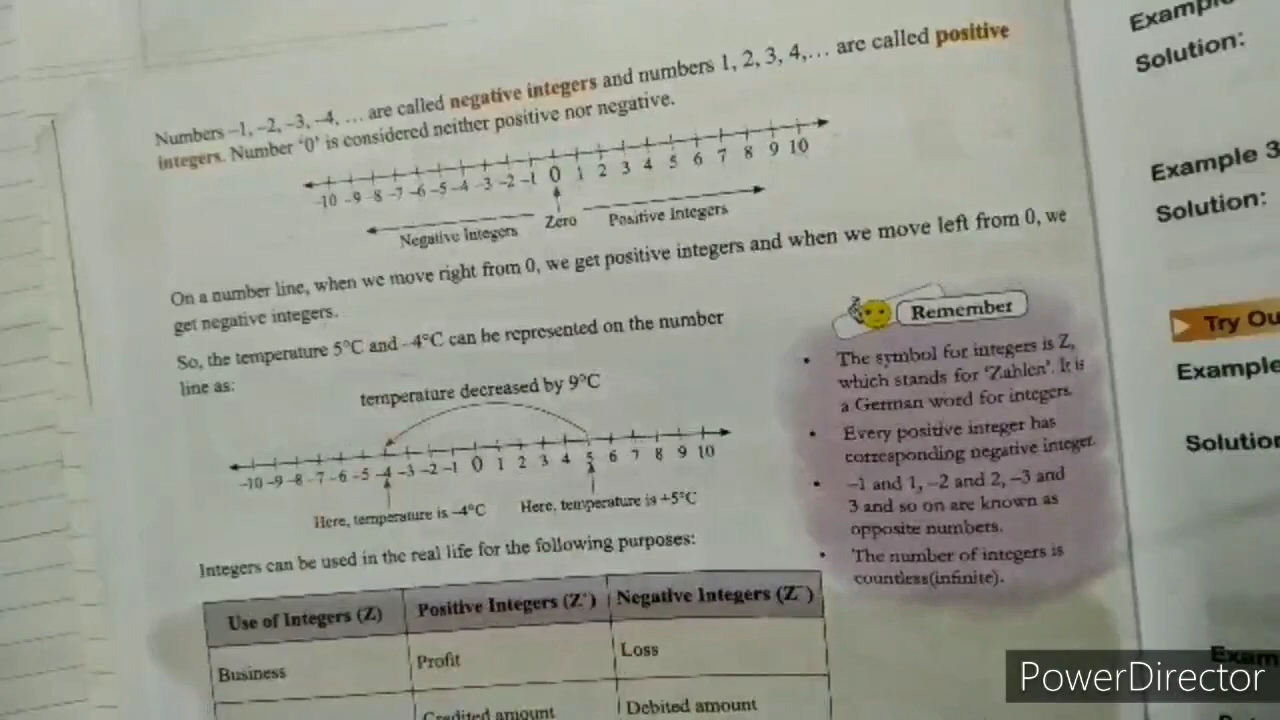 Numbers –1, –2, –3, –4, … are called negative integers and numbers 1, 2, 3, 4,… are called positive
integers. Number ‘0’ is considered neither positive nor negative.
-10 -9 -8 -7 -6 -5 -4 -3 -2 -1 0 1 2 3 4 5 6 7 8 9 10
Negative Integers Zero Positive Integers
On a number line, when we move right from 0, we get positive integers and when we move left from 0, we
get negative integers.
So, the temperature 5°C and –4°C can be represented on the number
line as:
temperature decreased by 9°C
-10 -9 -8 -7 -6 -5 -4 -3 -2 -1 0 1 2 3 4 5 6 7 8 9 10
Here, temperature is –4°C Here, temperature is +5°C
Integers can be used in the real life for the following purposes:
Use of Integers (Z) Positive Integers (Z⁺) Negative Integers (Z⁻)
Business Profit Loss
Credited amount Debited amount
Remember
• The symbol for integers is Z,
which stands for ‘Zahlen’. It is
a German word for integers.
• Every positive integer has
corresponding negative integer.
• –1 and 1, –2 and 2, –3 and
3 and so on are known as
opposite numbers.
• The number of integers is
countless(infinite).
Solution:
Example 3
Solution:
Try Ou
Example
Solution
Exam
PowerDirector